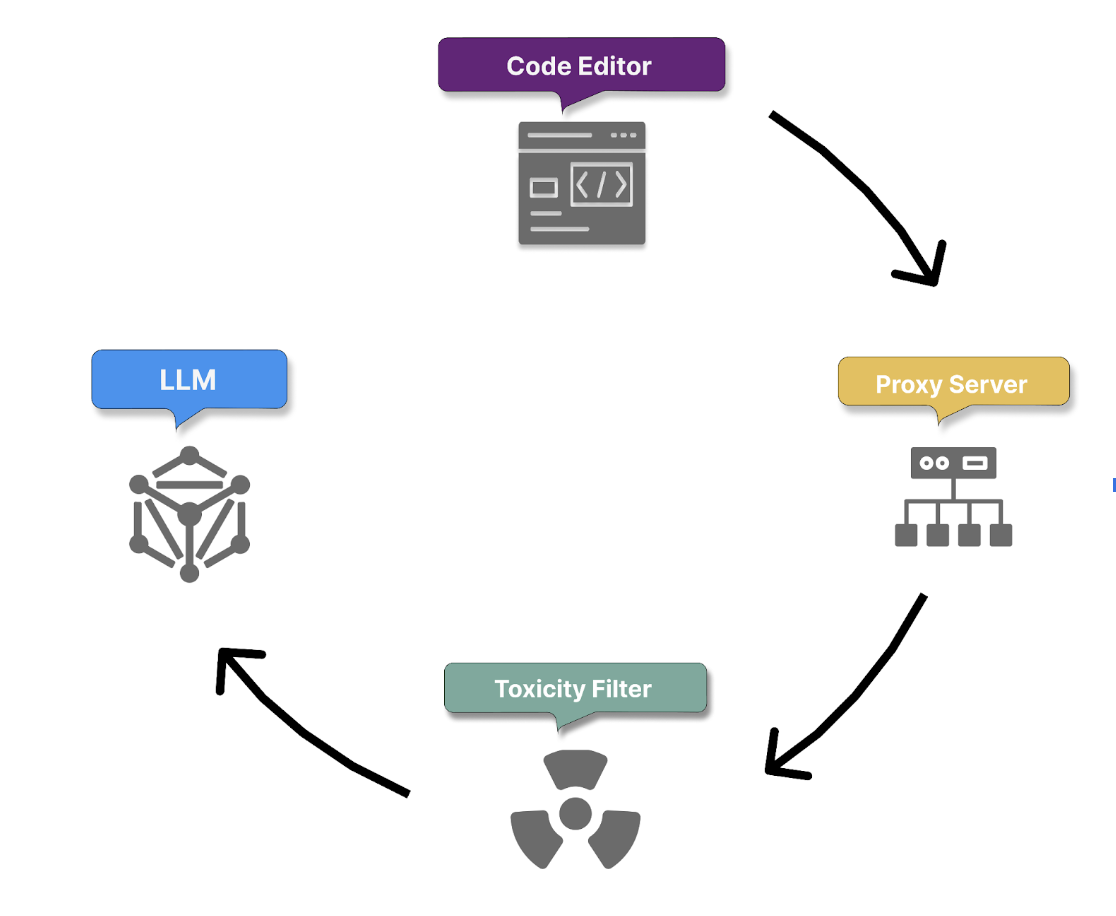 Code Editor
LLM
Proxy Server
</>
Toxicity Filter